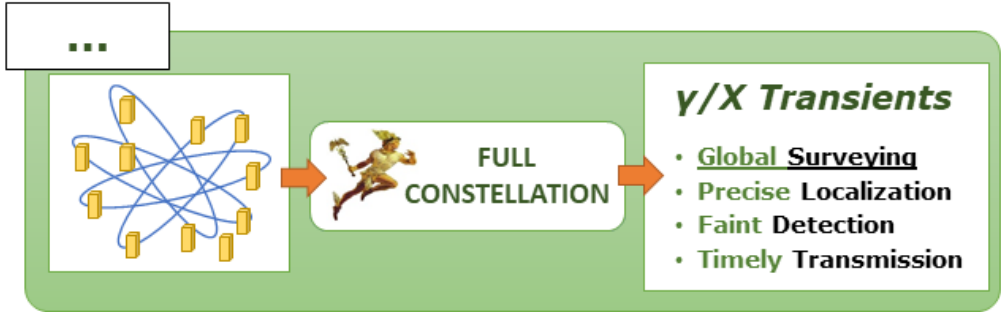 ...
FULL
CONSTELLATION
γ/X Transients
• Global Surveying
• Precise Localization
• Faint Detection
• Timely Transmission